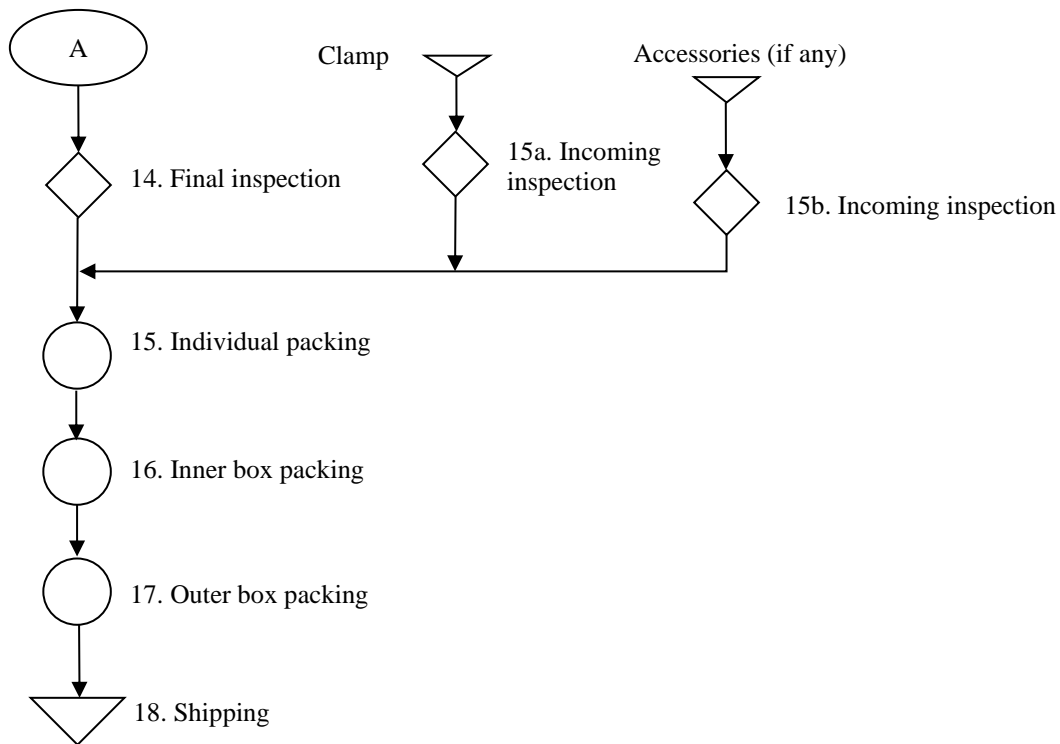 A
Clamp
Accessories (if any)
14. Final inspection
15a. Incoming
inspection
15b. Incoming inspection
15. Individual packing
16. Inner box packing
17. Outer box packing
18. Shipping